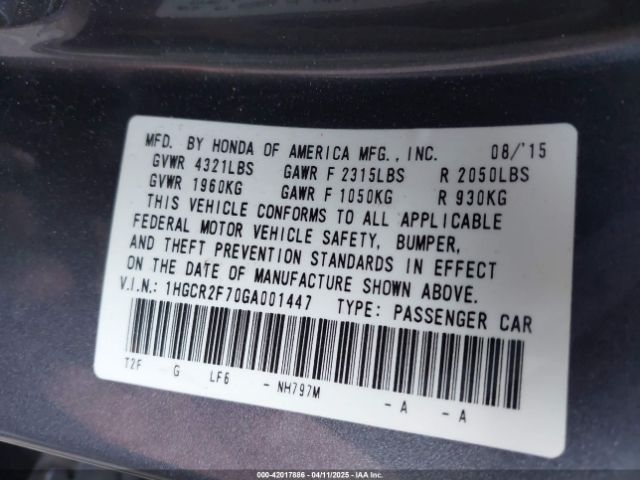 MFD. BY HONDA OF AMERICA MFG., INC. 08/'15
GVWR 4321LBS GAWR F 2315LBS R 2050LBS
GVWR 1960KG GAWR F 1050KG R 930KG
THIS VEHICLE CONFORMS TO ALL APPLICABLE
FEDERAL MOTOR VEHICLE SAFETY, BUMPER,
AND THEFT PREVENTION STANDARDS IN EFFECT
ON THE DATE OF MANUFACTURE SHOWN ABOVE.
V.I.N.: 1HGCR2F70GA001447 TYPE: PASSENGER CAR
T2F G LF6 - NH797M - A - A
000-42017886 - 04/11/2025 - IAAI.COM